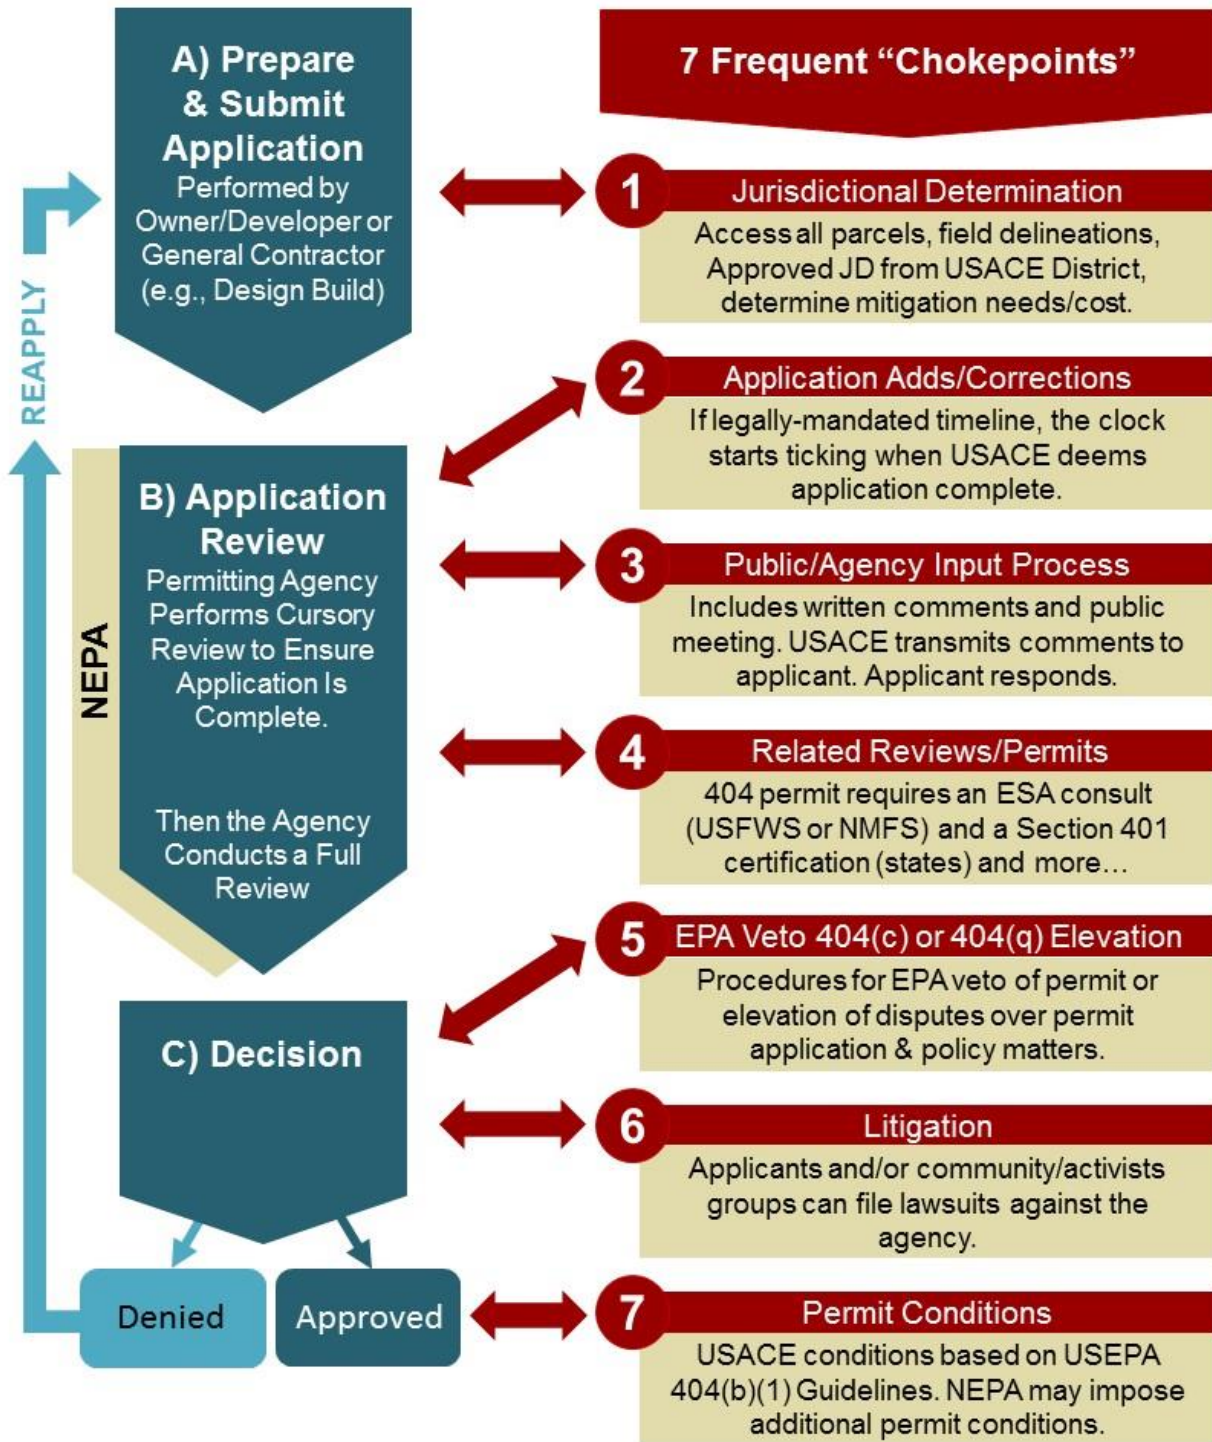 A) Prepare
& Submit
Application
Performed by
Owner/Developer or
General Contractor
(e.g., Design Build)
REAPPLY
NEPA
B) Application
Review
Permitting Agency
Performs Cursory
Review to Ensure
Application Is
Complete.
Then the Agency
Conducts a Full
Review
C) Decision
Denied
Approved
7 Frequent “Chokepoints”
1
Jurisdictional Determination
Access all parcels, field delineations,
Approved JD from USACE District,
determine mitigation needs/cost.
2
Application Adds/Corrections
If legally-mandated timeline, the clock
starts ticking when USACE deems
application complete.
3
Public/Agency Input Process
Includes written comments and public
meeting. USACE transmits comments to
applicant. Applicant responds.
4
Related Reviews/Permits
404 permit requires an ESA consult
(USFWS or NMFS) and a Section 401
certification (states) and more…
5
EPA Veto 404(c) or 404(q) Elevation
Procedures for EPA veto of permit or
elevation of disputes over permit
application & policy matters.
6
Litigation
Applicants and/or community/activists
groups can file lawsuits against the
agency.
7
Permit Conditions
USACE conditions based on USEPA
404(b)(1) Guidelines. NEPA may impose
additional permit conditions.